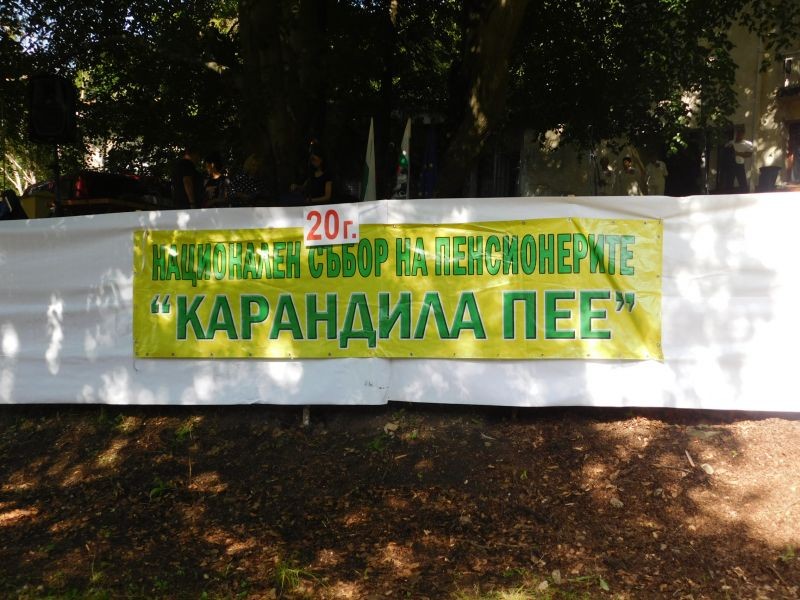 20 г.
НАЦИОНАЛЕН СЪБОР НА ПЕНСИОНЕРИТЕ
“КАРАНДИЛА ПЕЕ”